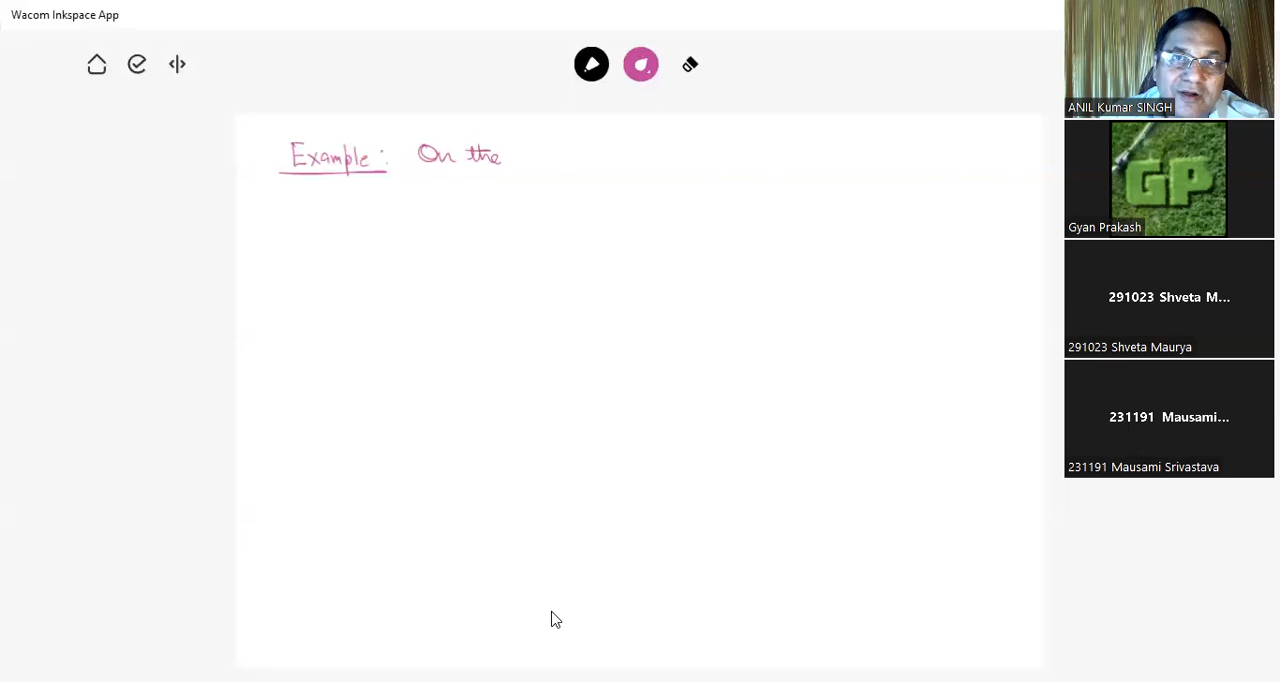 Wacom Inkspace App
Example: On the
ANIL Kumar SINGH
GP
Gyan Prakash
291023 Shveta M...
291023 Shveta Maurya
231191 Mausami...
231191 Mausami Srivastava